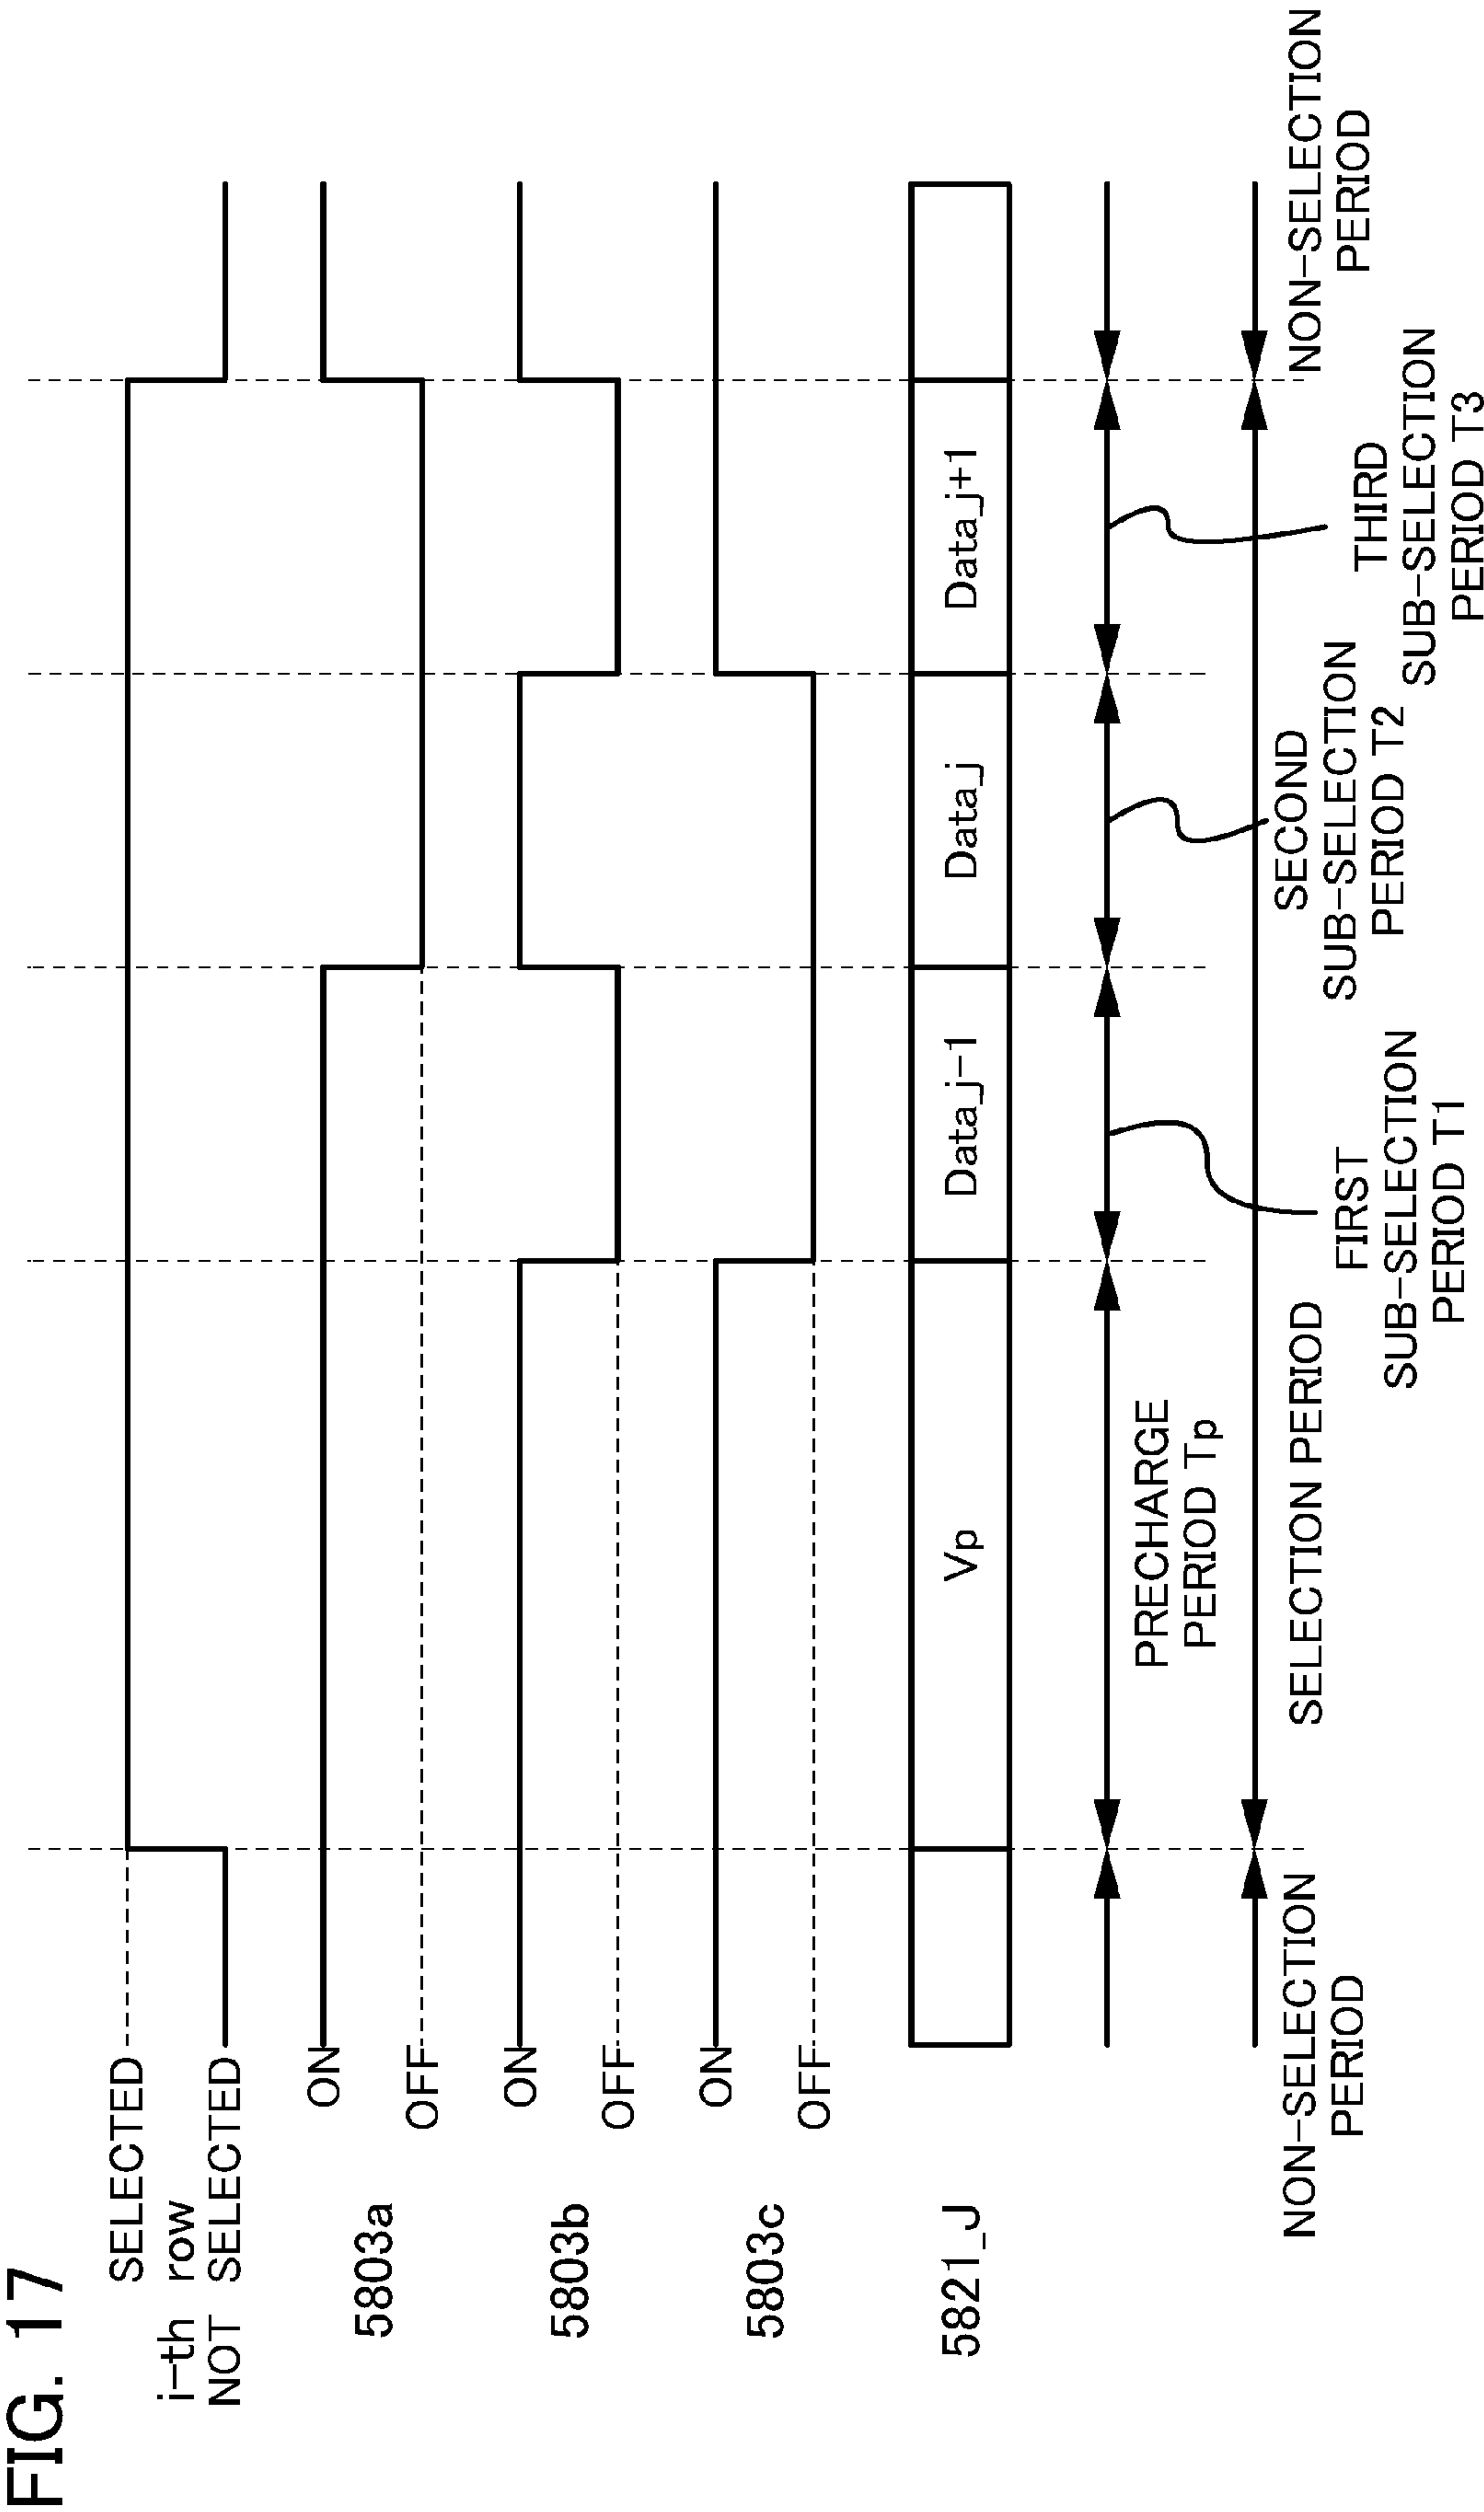 FIG. 17
SELECTED
i-th row
NOT SELECTED
ON
5803a
OFF
ON
5803b
OFF
ON
5803c
OFF
5821_J
Vp
Data_j-1
Data_j
Data_j+1
PRECHARGE
PERIOD Tp
NON-SELECTION
PERIOD
SELECTION PERIOD
FIRST
SUB-SELECTION
PERIOD T1
SECOND
SUB-SELECTION
PERIOD T2
THIRD
SUB-SELECTION
PERIOD T3
NON-SELECTION
PERIOD